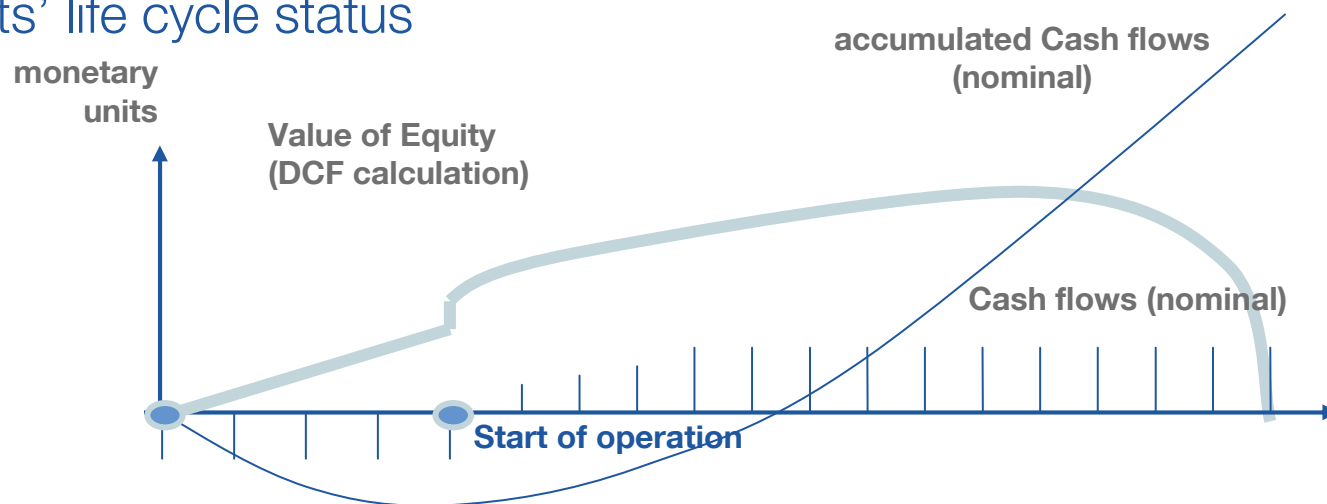 ts’ life cycle status
monetary
units
Value of Equity
(DCF calculation)
accumulated Cash flows
(nominal)
Cash flows (nominal)
Start of operation